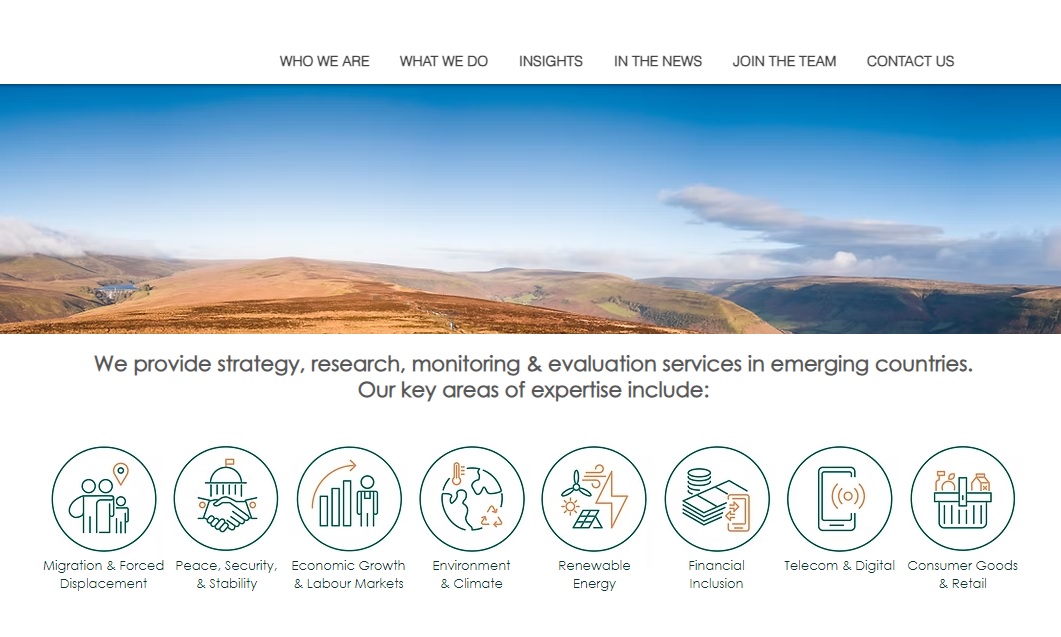 WHO WE ARE WHAT WE DO INSIGHTS IN THE NEWS JOIN THE TEAM CONTACT US
We provide strategy, research, monitoring & evaluation services in emerging countries.
Our key areas of expertise include:
Migration & Forced
Displacement
Peace, Security,
& Stability
Economic Growth
& Labour Markets
Environment
& Climate
Renewable
Energy
Financial
Inclusion
Telecom & Digital
Consumer Goods
& Retail